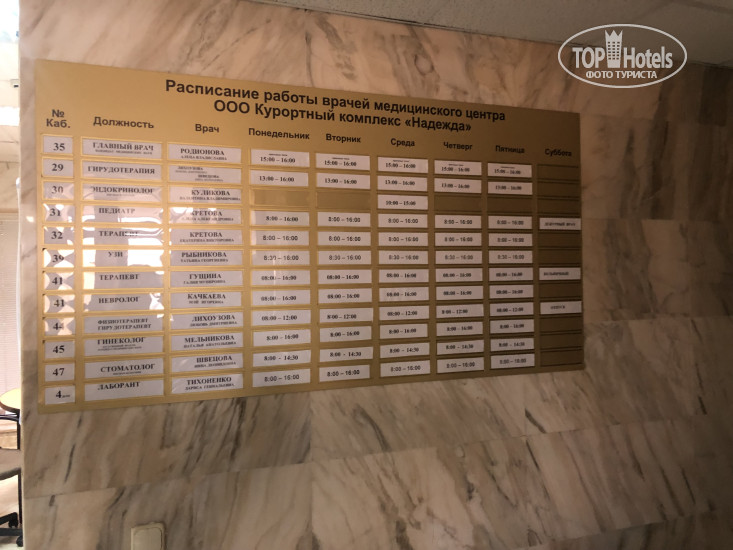 TOP Hotels
ФОТО ТУРИСТА
Расписание работы врачей медицинского центра
ООО Курортный комплекс «Надежда»
№ Каб. Должность Врач Понедельник Вторник Среда Четверг Пятница Суббота
35 ГЛАВНЫЙ ВРАЧ РОДИОНОВА 15:00 - 16:00 15:00 - 16:00 15:00 - 16:00 15:00 - 16:00 15:00 - 16:00
29 ГИРУДОТЕРАПИЯ 13:00 - 16:00 13:00 - 16:00 13:00 - 16:00 13:00 - 16:00 13:00 - 16:00
30 ЭНДОКРИНОЛОГ КУЛИКОВА 10:00 - 15:00
31 ПЕДИАТР КРЕТОВА 8:00 – 16:00 8:00 – 16:00 8:00 – 16:00 8:00 – 16:00 8:00 – 16:00
32 ТЕРАПЕВТ КРЕТОВА 8:00 – 16:00 8:00 – 16:00 8:00 – 16:00 8:00 – 16:00 8:00 – 16:00
39 УЗИ РЫБНИКОВА 8:30 – 16:00 8:30 – 16:00 8:30 – 16:00 8:30 – 16:00 8:30 – 16:00
41 ТЕРАПЕВТ ГУЩИНА 08:00 – 16:00 08:00 – 16:00 08:00 – 16:00 08:00 – 16:00 08:00 – 16:00
41 НЕВРОЛОГ КАЧКАЕВА 08:00 – 16:00 08:00 – 16:00 08:00 – 16:00 08:00 – 16:00 08:00 – 16:00
44 ФИЗИОТЕРАПЕВТ ГИРУДОТЕРАПЕВТ ЛИХОУЗОВА 08:00 – 12:00 8:00 – 12:00 08:00 – 12:00 8:00 – 12:00 08:00 – 12:00
45 ГИНЕКОЛОГ МЕЛЬНИКОВА 8:00 – 16:00 8:00 – 16:00 8:00 – 16:00 8:00 – 16:00 8:00 – 16:00
47 СТОМАТОЛОГ ШВЕЦОВА 8:00 – 14:30 8:00 – 14:30 8:00 – 14:30 8:00 – 14:30 8:00 – 14:30
4 ЛАБОРАНТ ТИХОНЕНКО 8:00 – 16:00 8:00 – 16:00 8:00 – 16:00 8:00 – 16:00 8:00 – 16:00